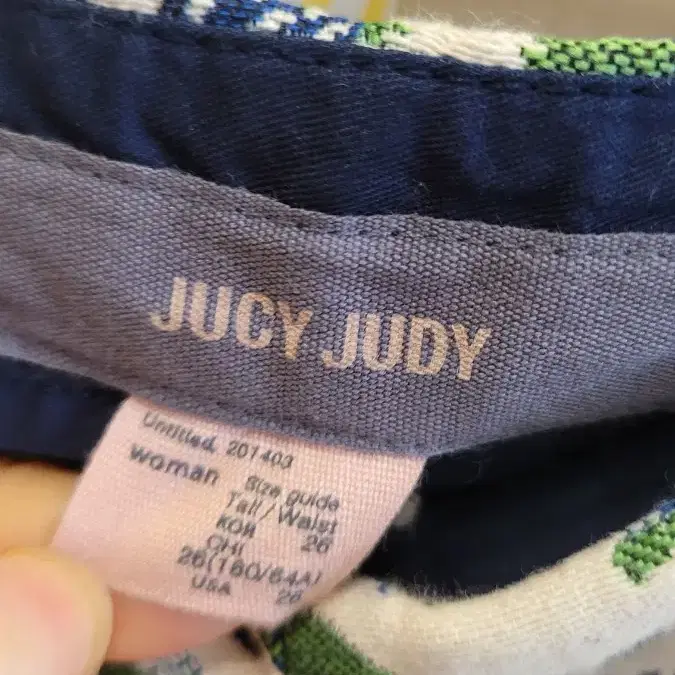 JUCY JUDY
Untitled. 201403
woman
Size guide
Tall/Waist
KOR 26
CHI
26(160/64A)
USA 26